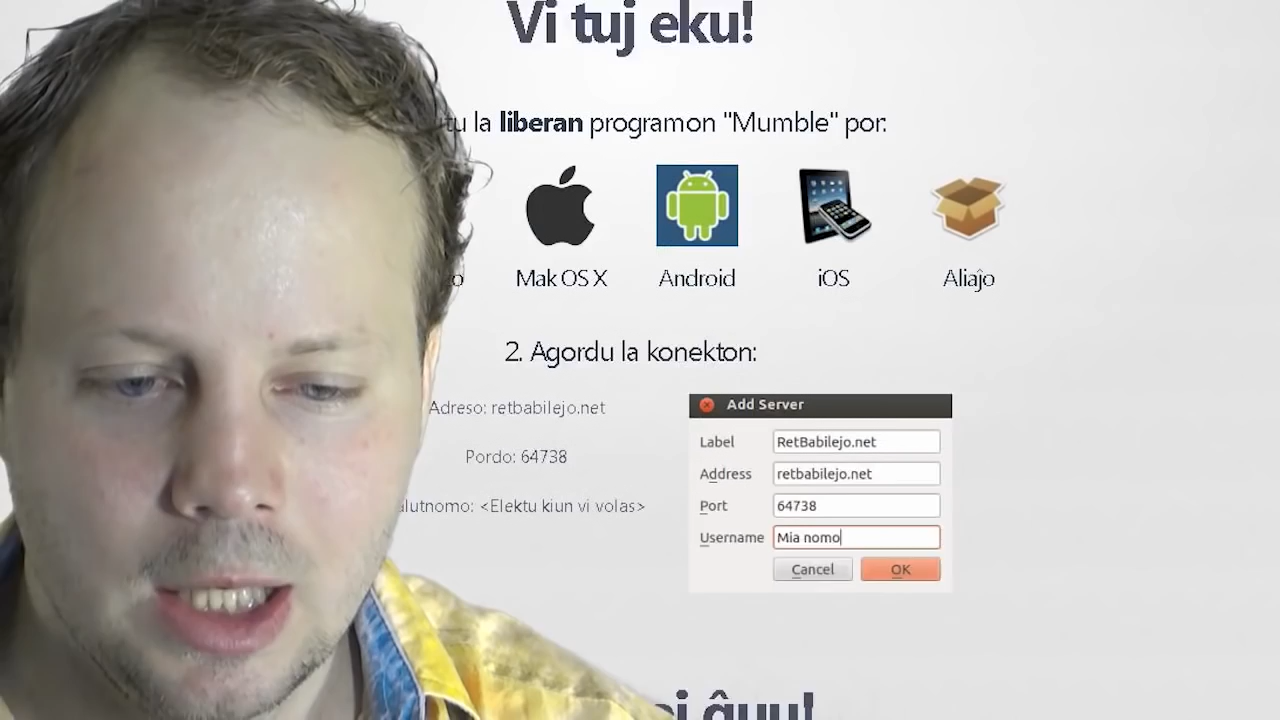 Vi tuj eku!
la liberan programon "Mumble" por:
Mak OS X Android iOS Aliaĵo
2. Agordu la konekton:
Adreso: retbabilejo.net
Pordo: 64738
<Elektu kiun vi volas>
Add Server
Label RetBabilejo.net
Address retbabilejo.net
Port 64738
Username Mia nomo
Cancel OK
ĝuu!